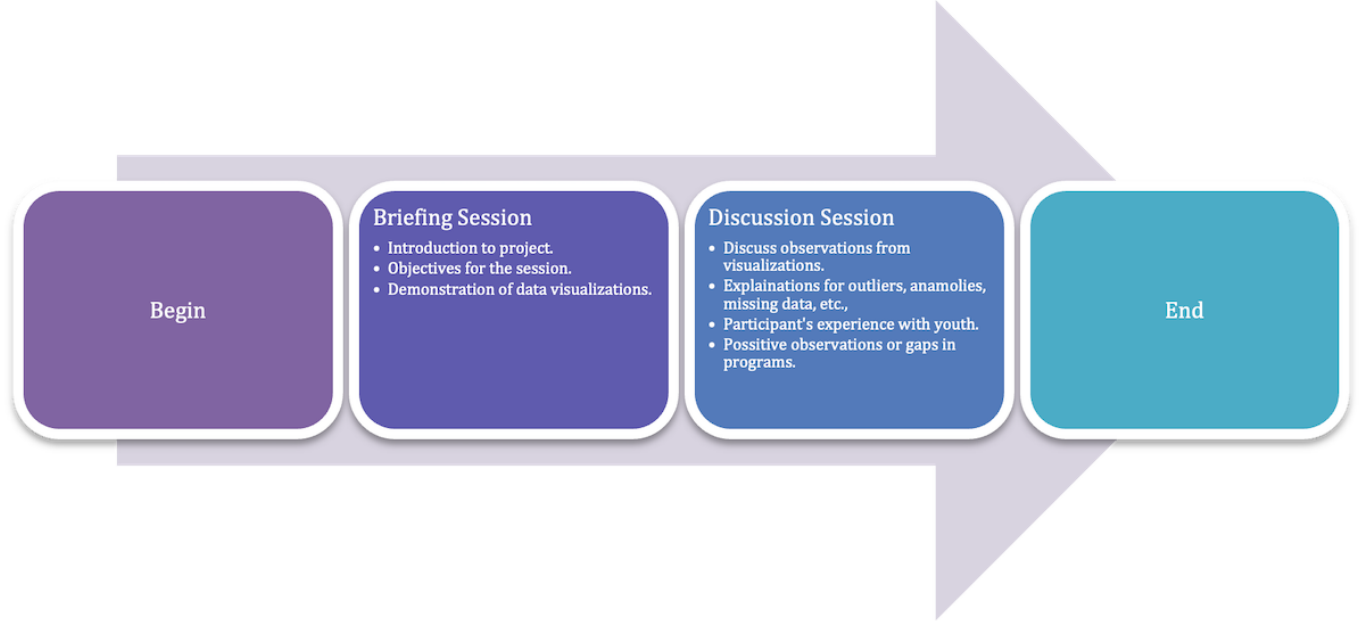 Begin
Briefing Session
• Introduction to project.
• Objectives for the session.
• Demonstration of data visualizations.
Discussion Session
• Discuss observations from
visualizations.
• Explainations for outliers, anamolies,
missing data, etc.,
• Participant's experience with youth.
• Possitive observations or gaps in
programs.
End